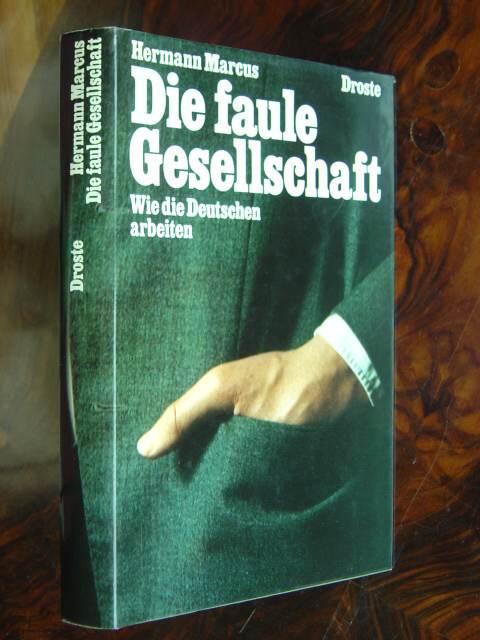 Hermann Marcus
Droste
Die faule
Gesellschaft
Wie die Deutschen
arbeiten
Hermann Marcus
Die faule Gesellschaft
Droste